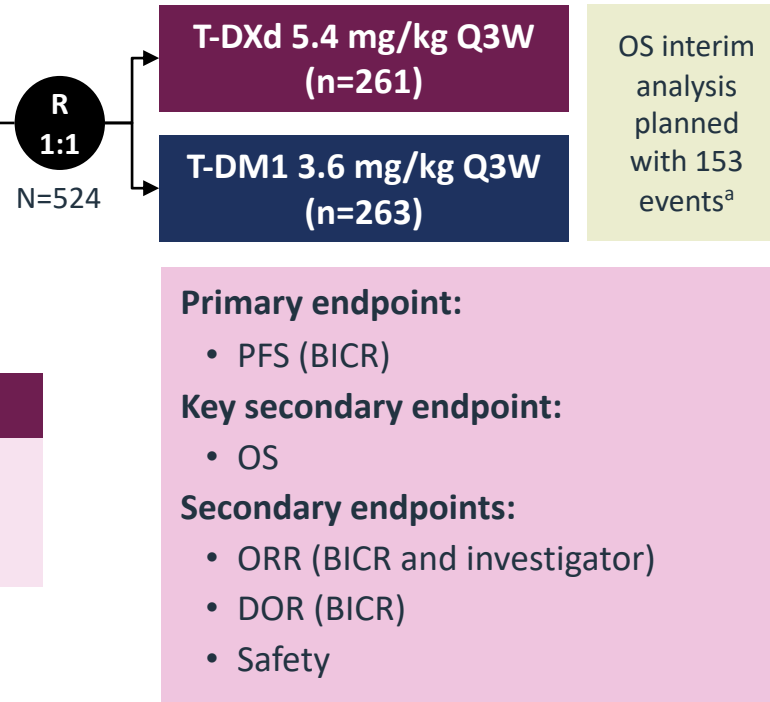 R
1:1
N=524
T-DXd 5.4 mg/kg Q3W
(n=261)
T-DM1 3.6 mg/kg Q3W
(n=263)
OS interim
analysis
planned
with 153
eventsᵃ
Primary endpoint:
• PFS (BICR)
Key secondary endpoint:
• OS
Secondary endpoints:
• ORR (BICR and investigator)
• DOR (BICR)
• Safety